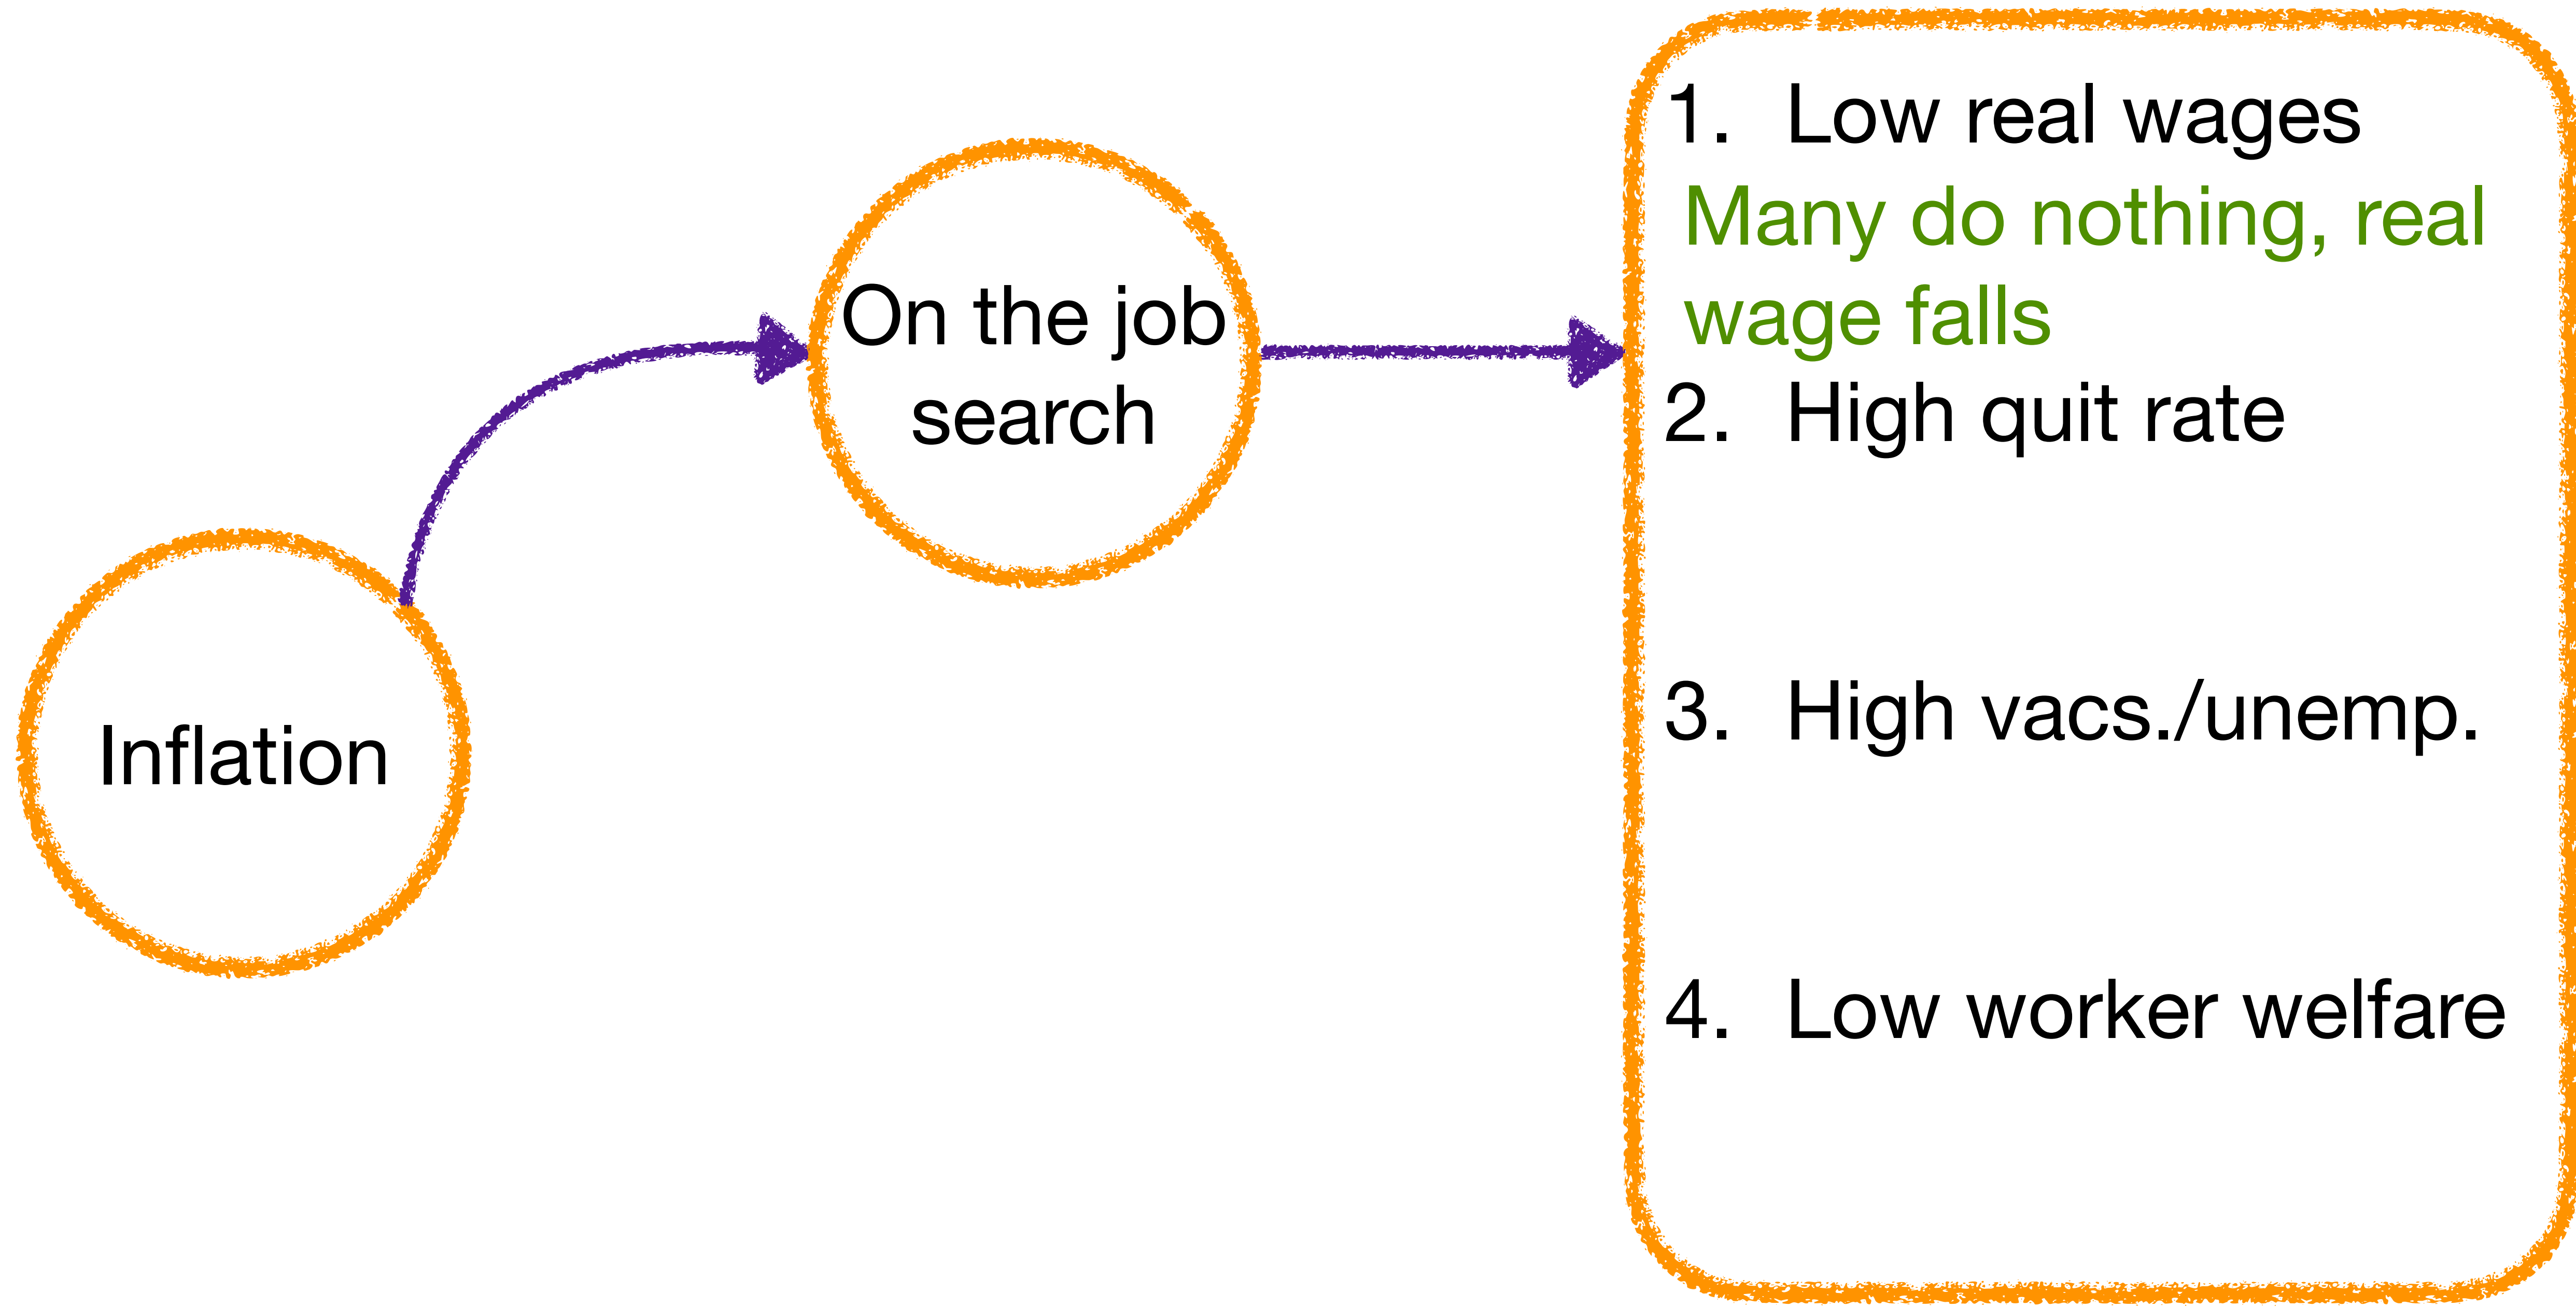 Inflation
On the job
search
1. Low real wages
Many do nothing, real
wage falls
2. High quit rate
3. High vacs./unemp.
4. Low worker welfare